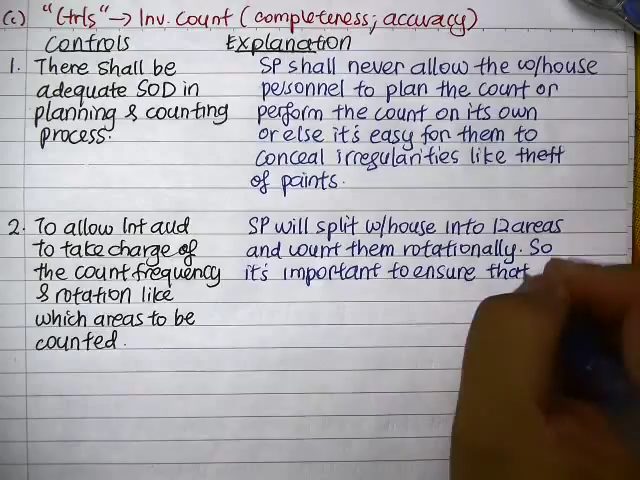 (c) "Ctrls" → Inv. Count (completeness; accuracy)
Controls Explanation
1. There shall be adequate SOD in planning & counting process.
SP shall never allow the w/house
personnel to plan the count or
perform the count on its own
or else it's easy for them to
conceal irregularities like theft
of paints.
2. To allow Int aud
to take charge of
the count frequency
& rotation like
which areas to be
counted.
SP will split w/house into 12 areas
and count them rotationally. So
it's important to ensure that